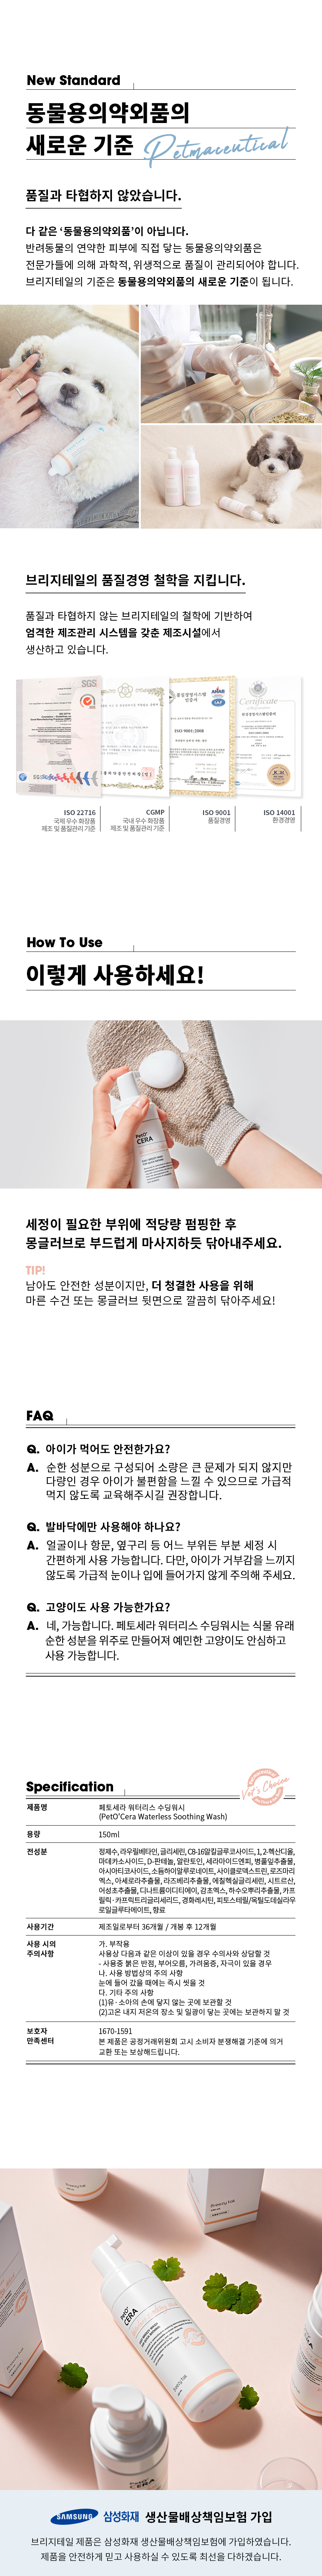 New Standard
동물용의약외품의
새로운 기준 Petmaceutical
품질과 타협하지 않았습니다.
다 같은 ‘동물용의약외품’이 아닙니다.
반려동물의 연약한 피부에 직접 닿는 동물용의약외품은
전문가들에 의해 과학적, 위생적으로 품질이 관리되어야 합니다.
브리지테일의 기준은 동물용의약외품의 새로운 기준이 됩니다.
브리지테일의 품질경영 철학을 지킵니다.
품질과 타협하지 않는 브리지테일의 철학에 기반하여
엄격한 제조관리 시스템을 갖춘 제조시설에서
생산하고 있습니다.
SGS
ISO 9001:2008
Certificate
ISO 22716
국제 우수 화장품
제조 및 품질관리 기준
CGMP
국내 우수 화장품
제조 및 품질관리 기준
ISO 9001
품질경영
ISO 14001
환경경영
How To Use
이렇게 사용하세요!
PetO'
CERA
세정이 필요한 부위에 적당량 펌핑한 후
몽글러브로 부드럽게 마사지하듯 닦아내주세요.
TIP!
남아도 안전한 성분이지만, 더 청결한 사용을 위해
마른 수건 또는 몽글러브 뒷면으로 깔끔히 닦아주세요!
FAQ
Q. 아이가 먹어도 안전한가요?
A. 순한 성분으로 구성되어 소량은 큰 문제가 되지 않지만
다량인 경우 아이가 불편함을 느낄 수 있으므로 가급적
먹지 않도록 교육해주시길 권장합니다.
Q. 발바닥에만 사용해야 하나요?
A. 얼굴이나 항문, 옆구리 등 어느 부위든 부분 세정 시
간편하게 사용 가능합니다. 다만, 아이가 거부감을 느끼지
않도록 가급적 눈이나 입에 들어가지 않게 주의해 주세요.
Q. 고양이도 사용 가능한가요?
A. 네, 가능합니다. 페토세라 워터리스 수딩워시는 식물 유래
순한 성분을 위주로 만들어져 예민한 고양이도 안심하고
사용 가능합니다.
Vet's Choice
Specification
제품명 페토세라 워터리스 수딩워시
(PetO'Cera Waterless Soothing Wash)
용량 150ml
전성분 정제수, 라우릴베타인, 글리세린, C8-16알킬글루코사이드, 1,2-헥산디올,
마데카소사이드, D-판테놀, 알란토인, 세라마이드엔피, 병풀잎추출물,
아시아티코사이드, 소듐하이알루로네이트, 사이클로덱스트린, 로즈마리
엑스, 아세로라추출물, 라즈베리추출물, 에칠헥실글리세린, 시트르산,
어성초추출물, 디나트륨이디티에이, 감초엑스, 하수오뿌리추출물, 카프
릴릭·카프릭트리글리세리드, 경화레시틴, 피토스테릴/옥틸도데실라우
로일글루타메이트, 향료
사용기간 제조일로부터 36개월 / 개봉 후 12개월
사용 시의
주의사항
가. 부작용
사용상 다음과 같은 이상이 있을 경우 수의사와 상담할 것
- 사용중 붉은 반점, 부어오름, 가려움증, 자극이 있을 경우
나. 사용 방법상의 주의 사항
눈에 들어 갔을 때에는 즉시 씻을 것
다. 기타 주의 사항
(1)유·소아의 손에 닿지 않는 곳에 보관할 것
(2)고온 내지 저온의 장소 및 일광이 닿는 곳에는 보관하지 말 것
보호자
만족센터
1670-1591
본 제품은 공정거래위원회 고시 소비자 분쟁해결 기준에 의거
교환 또는 보상해드립니다.
PetO'
CERA
SAMSUNG 삼성화재 생산물배상책임보험 가입
브리지테일 제품은 삼성화재 생산물배상책임보험에 가입하였습니다.
제품을 안전하게 믿고 사용하실 수 있도록 최선을 다하겠습니다.